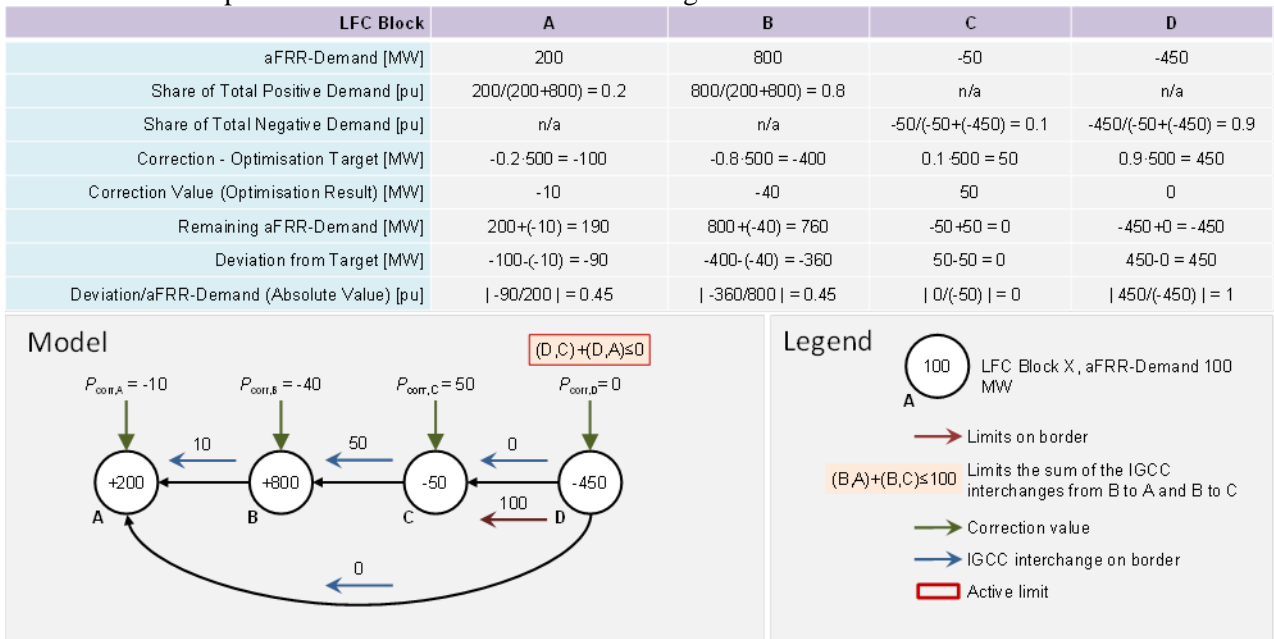 LFC Block A B C D
aFRR-Demand [MW] 200 800 -50 -450
Share of Total Positive Demand [pu] 200/(200+800) = 0.2 800/(200+800) = 0.8 n/a n/a
Share of Total Negative Demand [pu] n/a n/a -50/(-50+(-450) = 0.1 -450/(-50+(-450) = 0.9
Correction - Optimisation Target [MW] -0.2·500 = -100 -0.8·500 = -400 0.1·500 = 50 0.9·500 = 450
Correction Value (Optimisation Result) [MW] -10 -40 50 0
Remaining aFRR-Demand [MW] 200+(-10) = 190 800+(-40) = 760 -50+50 = 0 -450+0 = -450
Deviation from Target [MW] -100-(-10) = -90 -400-(-40) = -360 50-50 = 0 450-0 = 450
Deviation/aFRR-Demand (Absolute Value) [pu] | -90/200 | = 0.45 | -360/800 | = 0.45 | 0/(-50) | = 0 | 450/(-450) | = 1
Model
(D,C)+(D,A)≤0
Pcorr,A = -10 Pcorr,B = -40 Pcorr,C = 50 Pcorr,D = 0
10 50 0
+200 +800 -50 -450
100
A B C D
0
Legend
100
LFC Block X, aFRR-Demand 100
MW
A
Limits on border
(B,A)+(B,C)≤100
Limits the sum of the IGCC
interchanges from B to A and B to C
Correction value
IGCC interchange on border
Active limit